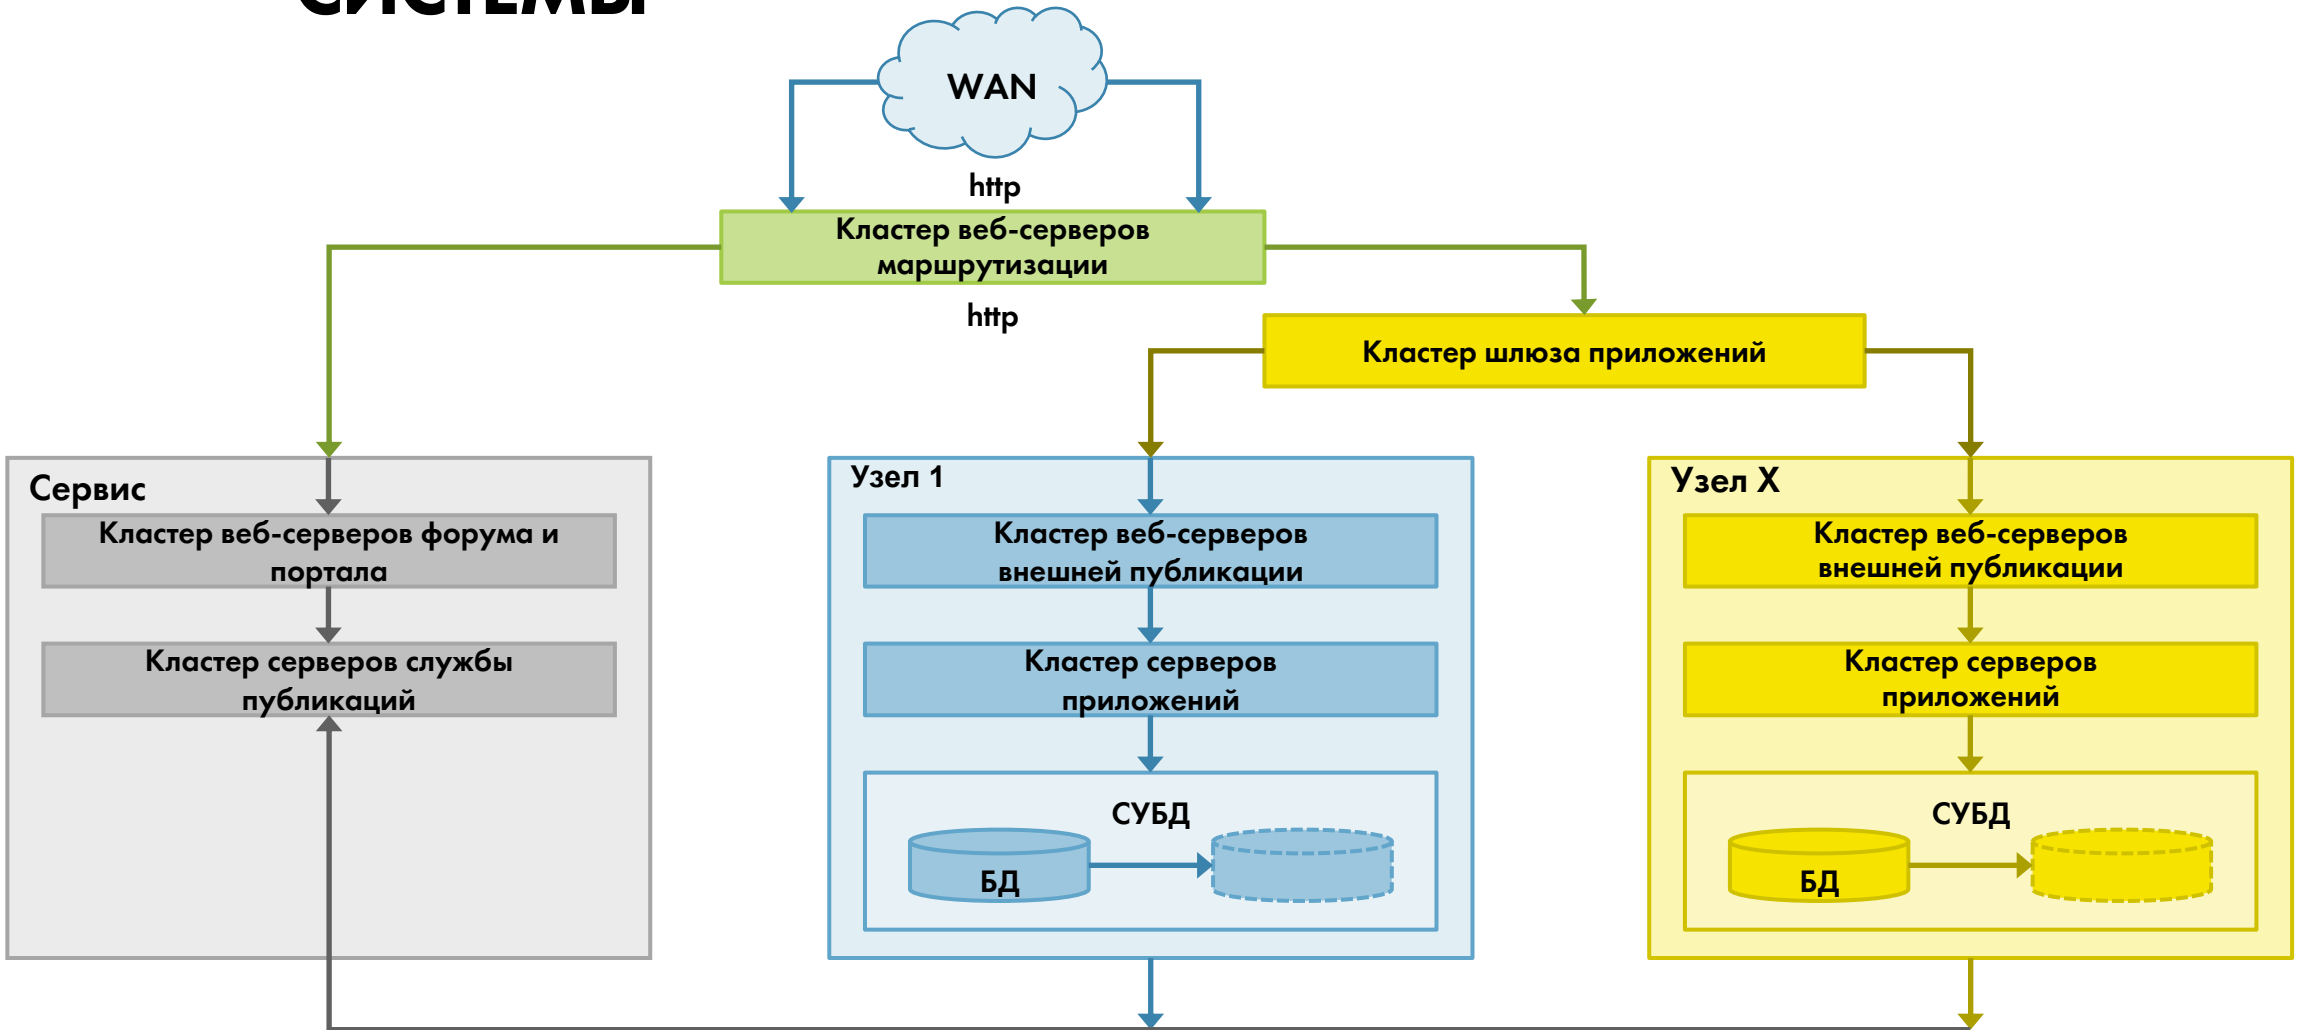 СИСТЕМЫ
WAN
http
Кластер веб-серверов
маршрутизации
http
Кластер шлюза приложений
Сервис
Кластер веб-серверов форума и
портала
Кластер серверов службы
публикаций
Узел 1
Кластер веб-серверов
внешней публикации
Кластер серверов
приложений
СУБД
БД
Узел X
Кластер веб-серверов
внешней публикации
Кластер серверов
приложений
СУБД
БД